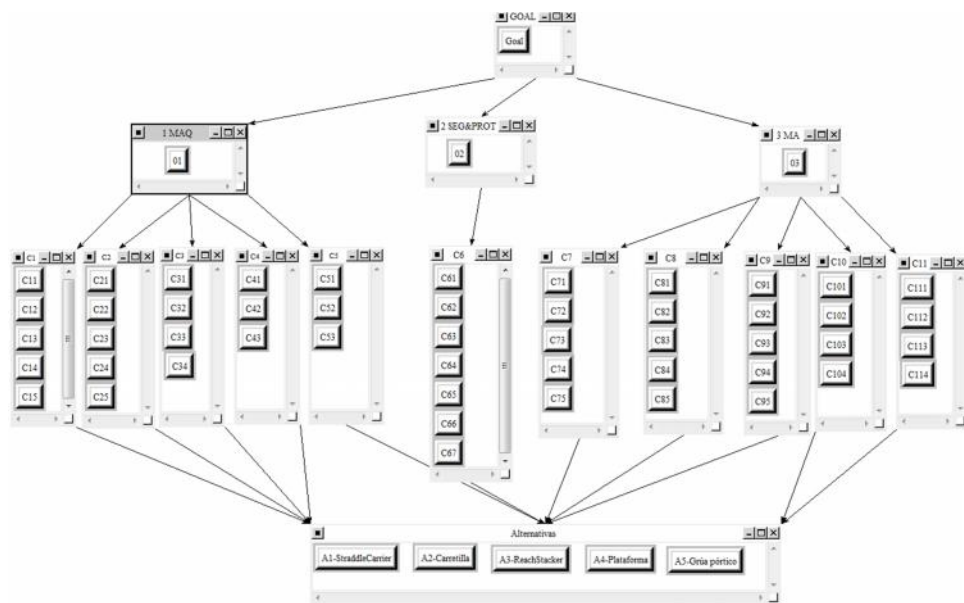 GOAL
Goal
1 MAQ
01
2 SEG&PROT
02
3 MA
03
C1
C11
C12
C13
C14
C15
C2
C21
C22
C23
C24
C25
C3
C31
C32
C33
C34
C4
C41
C42
C43
C5
C51
C52
C53
C6
C61
C62
C63
C64
C65
C66
C67
C7
C71
C72
C73
C74
C75
C8
C81
C82
C83
C84
C85
C9
C91
C92
C93
C94
C95
C10
C101
C102
C103
C104
C11
C111
C112
C113
C114
Alternativas
A1-StraddleCarrier
A2-Carretilla
A3-ReachStacker
A4-Plataforma
A5-Grúa pórtico